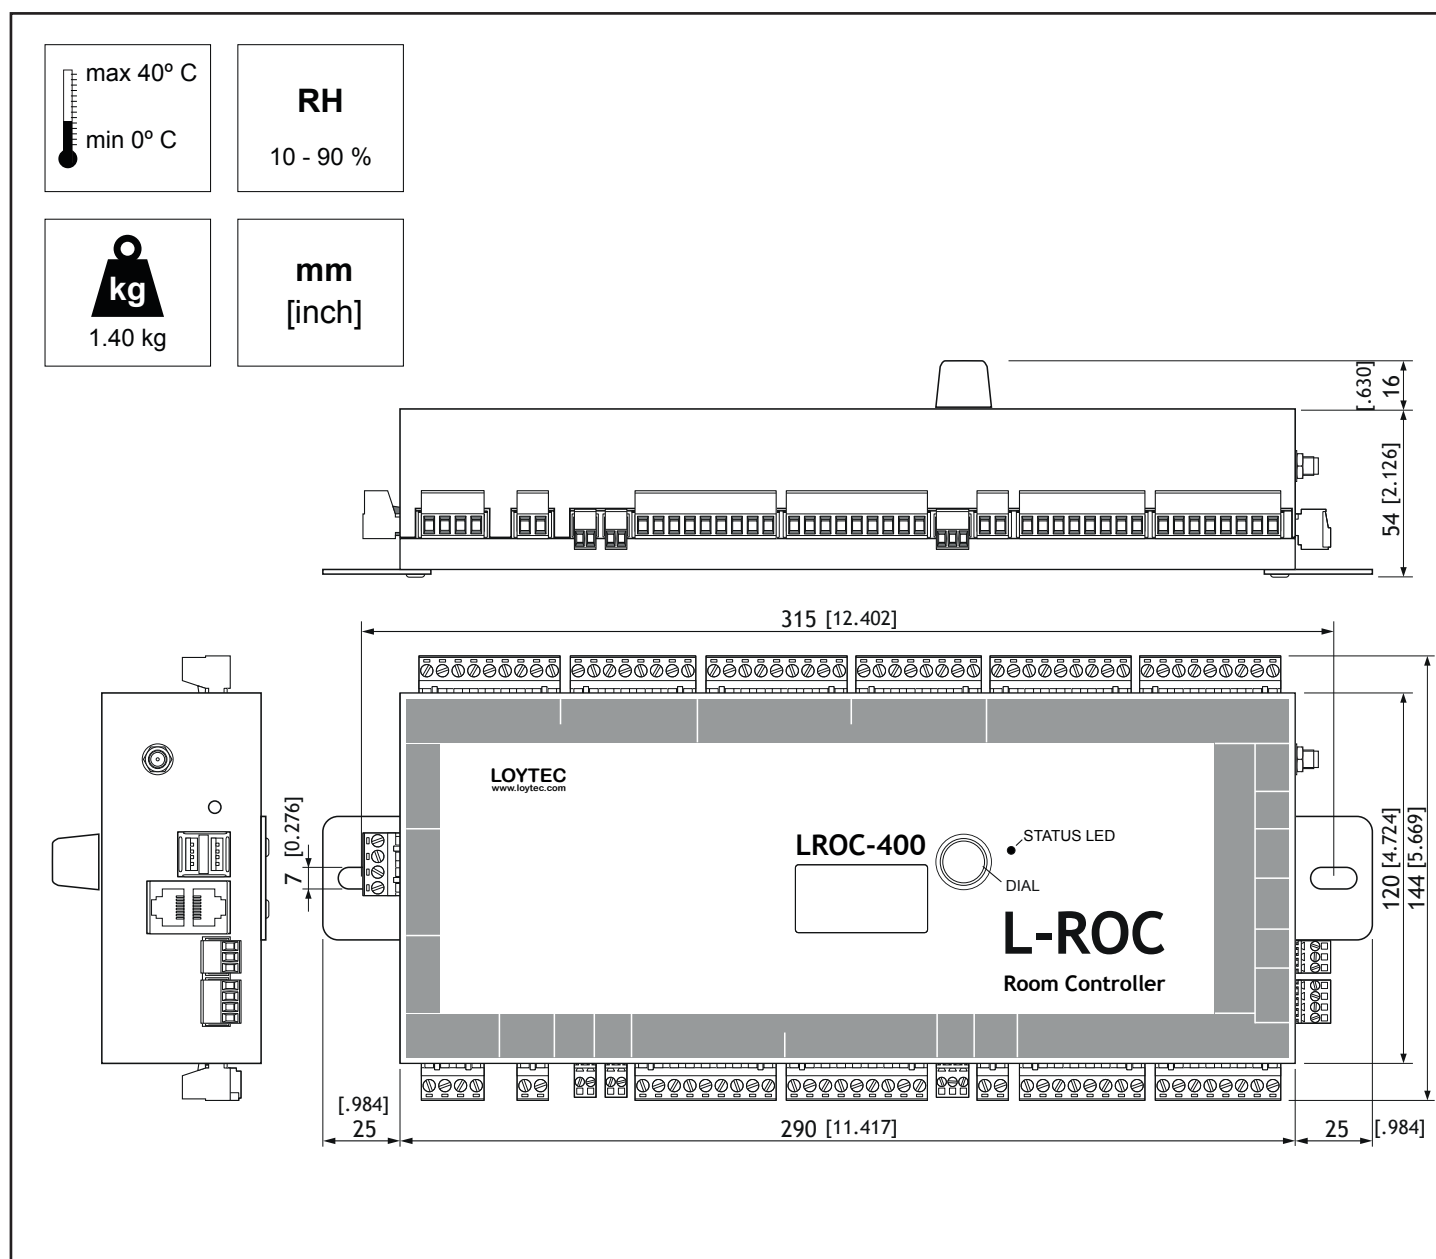 max 40º C
min 0º C
RH
10 - 90 %
kg
1.40 kg
mm
[inch]
[.630]
16
54 [2.126]
315 [12.402]
LOYTEC
www.loytec.com
7 [0.276]
LROC-400
STATUS LED
DIAL
L-ROC
Room Controller
120 [4.724]
144 [5.669]
[.984]
25
290 [11.417]
25 [.984]